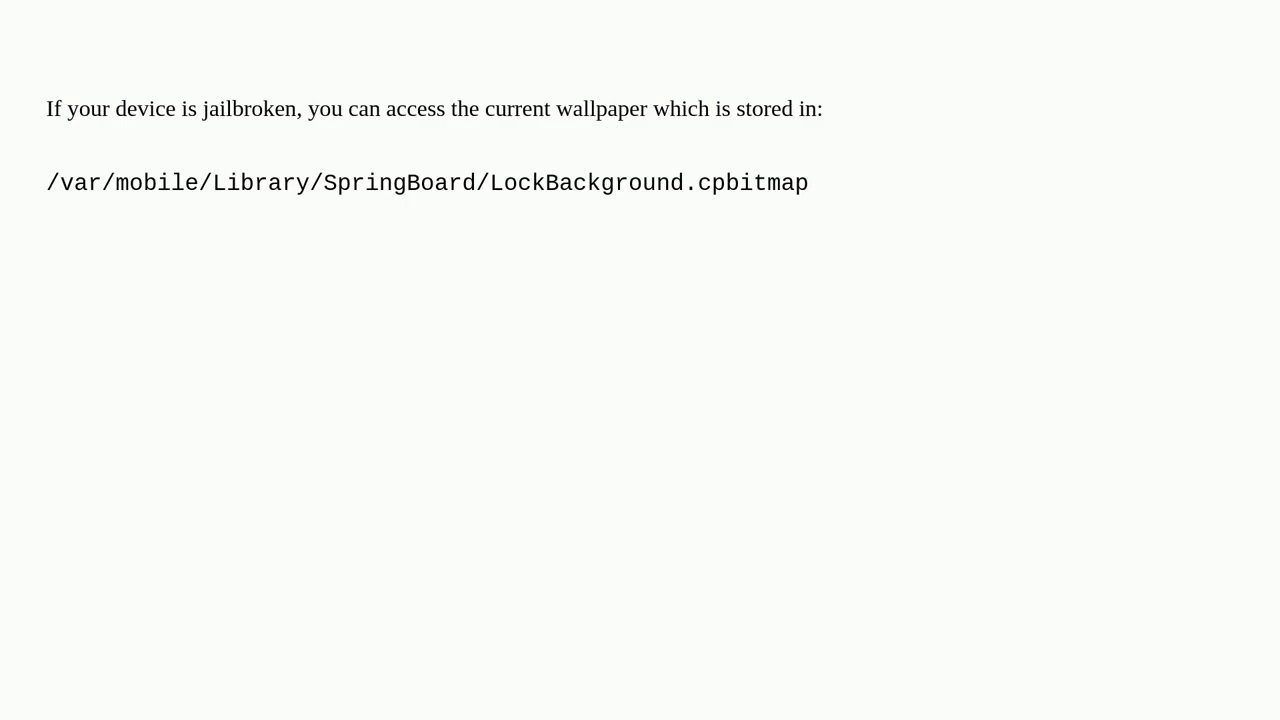 If your device is jailbroken, you can access the current wallpaper which is stored in:
/var/mobile/Library/SpringBoard/LockBackground.cpbitmap